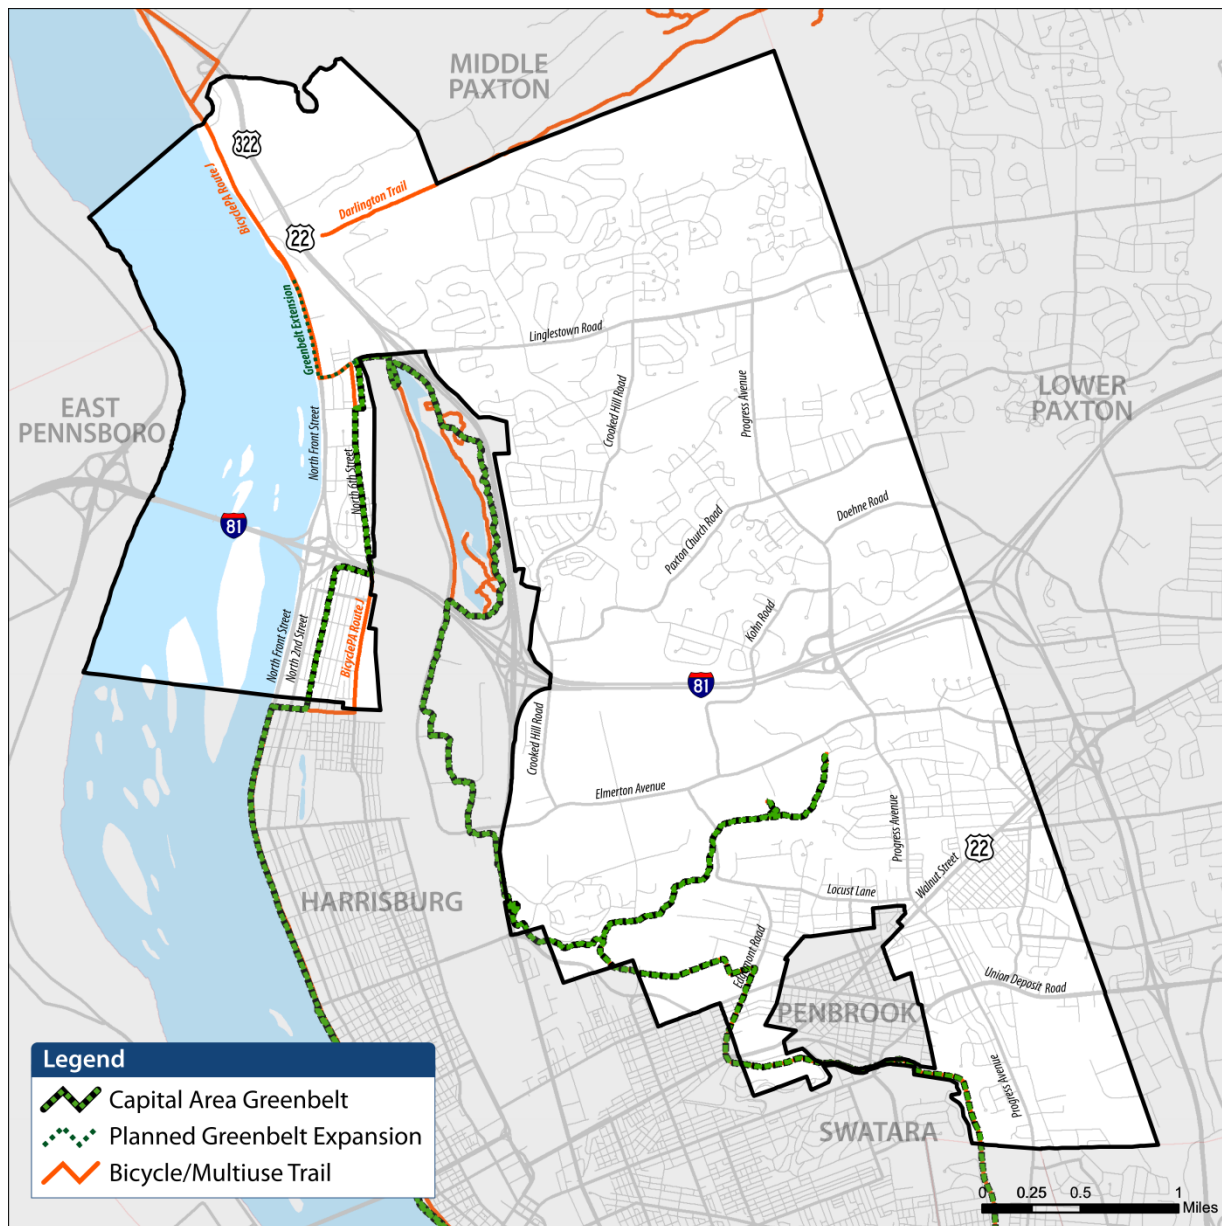 MIDDLE
PAXTON
322
BicyclePA Route J
Darlington Trail
22
Greenbelt Extension
Linglestown Road
EAST
PENNSBORO
LOWER
PAXTON
North Front Street
North 6th Street
Crooked Hill Road
Progress Avenue
81
Paxton Church Road
Doehne Road
Kohn Road
North Front Street
North 2nd Street
BicyclePA Route J
81
Crooked Hill Road
Elmerton Avenue
Progress Avenue
22
Walnut Street
Locust Lane
HARRISBURG
Edgemont Road
Union Deposit Road
PENBROOK
Progress Avenue
SWATARA
Legend
Capital Area Greenbelt
Planned Greenbelt Expansion
Bicycle/Multiuse Trail
0 0.25 0.5 1
Miles